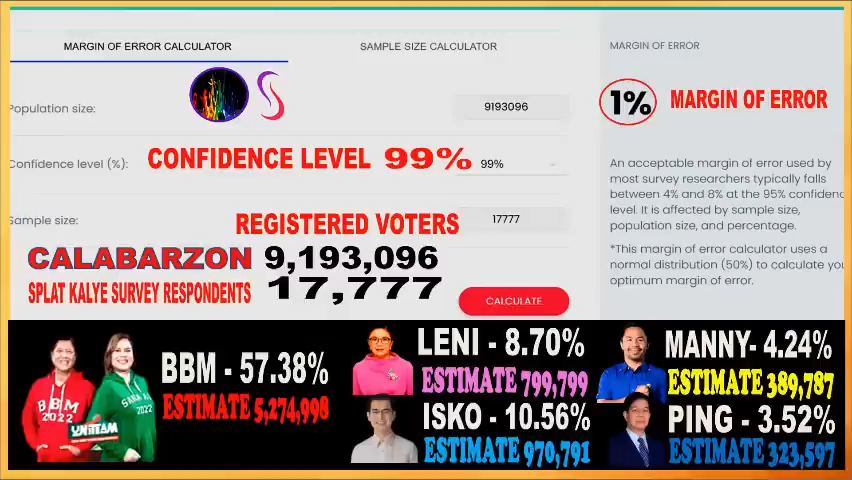 MARGIN OF ERROR CALCULATOR
SAMPLE SIZE CALCULATOR
MARGIN OF ERROR
Population size:
9193096
1%
MARGIN OF ERROR
Confidence level (%):
CONFIDENCE LEVEL 99%
99%
An acceptable margin of error used by
most survey researchers typically falls
between 4% and 8% at the 95% confidenc
level. It is affected by sample size,
population size, and percentage.
*This margin of error calculator uses a
normal distribution (50%) to calculate you
optimum margin of error.
Sample size:
REGISTERED VOTERS
17777
CALABARZON 9,193,096
SPLAT KALYE SURVEY RESPONDENTS 17,777
CALCULATE
BBM - 57.38%
ESTIMATE 5,274,998
BBM
2022
SARA
2022
UNITEAM
LENI - 8.70%
ESTIMATE 799,799
ISKO - 10.56%
ESTIMATE 970,791
MANNY- 4.24%
ESTIMATE 389,787
PING - 3.52%
ESTIMATE 323,597